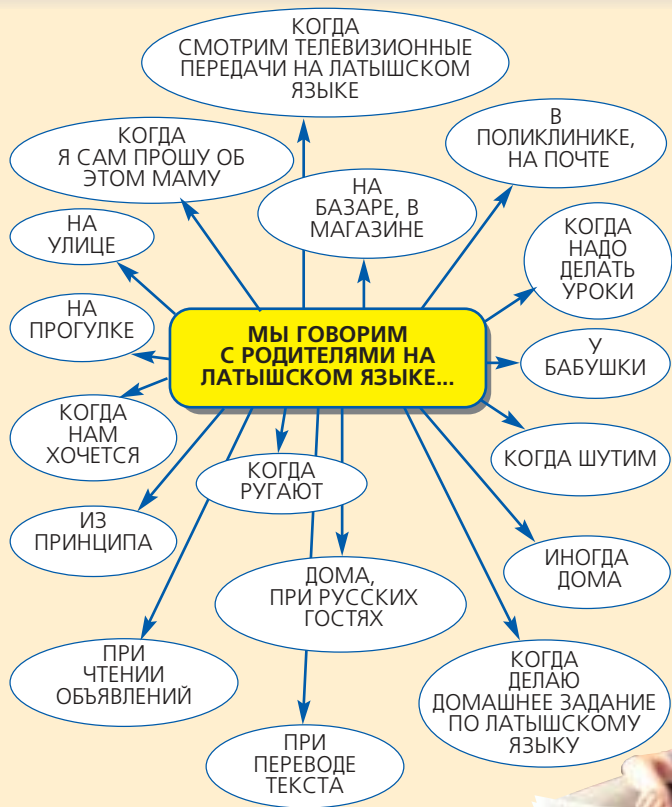 КОГДА
СМОТРИМ ТЕЛЕВИЗИОННЫЕ
ПЕРЕДАЧИ НА ЛАТЫШСКОМ
ЯЗЫКЕ
КОГДА
Я САМ ПРОШУ ОБ
ЭТОМ МАМУ
В
ПОЛИКЛИНИКЕ,
НА ПОЧТЕ
НА
БАЗАРЕ, В
МАГАЗИНЕ
НА
УЛИЦЕ
КОГДА
НАДО
ДЕЛАТЬ
УРОКИ
НА
ПРОГУЛКЕ
МЫ ГОВОРИМ
С РОДИТЕЛЯМИ НА
ЛАТЫШСКОМ ЯЗЫКЕ...
У
БАБУШКИ
КОГДА
НАМ
ХОЧЕТСЯ
КОГДА ШУТИМ
КОГДА
РУГАЮТ
ИЗ
ПРИНЦИПА
ИНОГДА
ДОМА
ДОМА,
ПРИ РУССКИХ
ГОСТЯХ
ПРИ
ЧТЕНИИ
ОБЪЯВЛЕНИЙ
КОГДА
ДЕЛАЮ
ДОМАШНЕЕ ЗАДАНИЕ
ПО ЛАТЫШСКОМУ
ЯЗЫКУ
ПРИ
ПЕРЕВОДЕ
ТЕКСТА